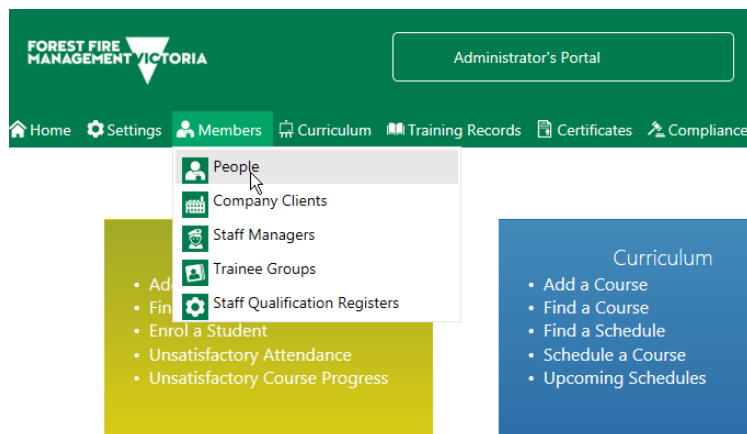 FOREST FIRE
MANAGEMENT VICTORIA
Administrator's Portal
Home Settings Members Curriculum Training Records Certificates Compliance
People
Company Clients
Staff Managers
Trainee Groups
Staff Qualification Registers
• Enrol a Student
• Unsatisfactory Attendance
• Unsatisfactory Course Progress
Curriculum
• Add a Course
• Find a Course
• Find a Schedule
• Schedule a Course
• Upcoming Schedules